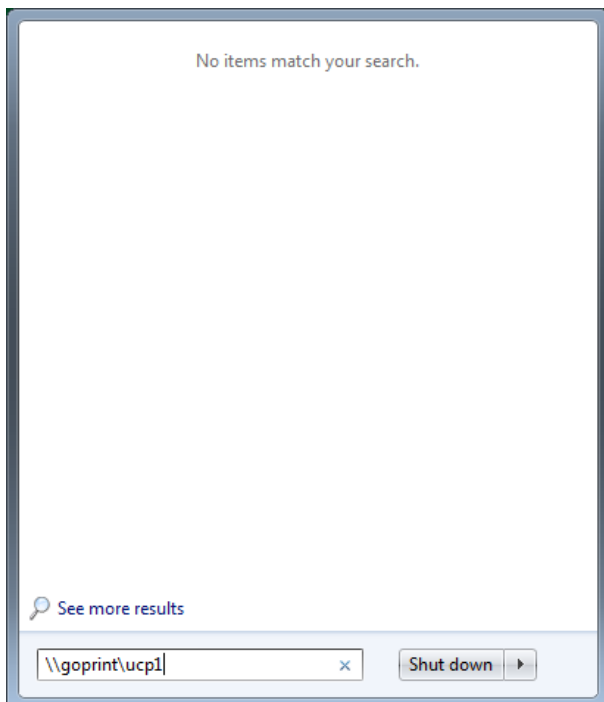 No items match your search.
See more results
\\goprint\ucp1
Shut down